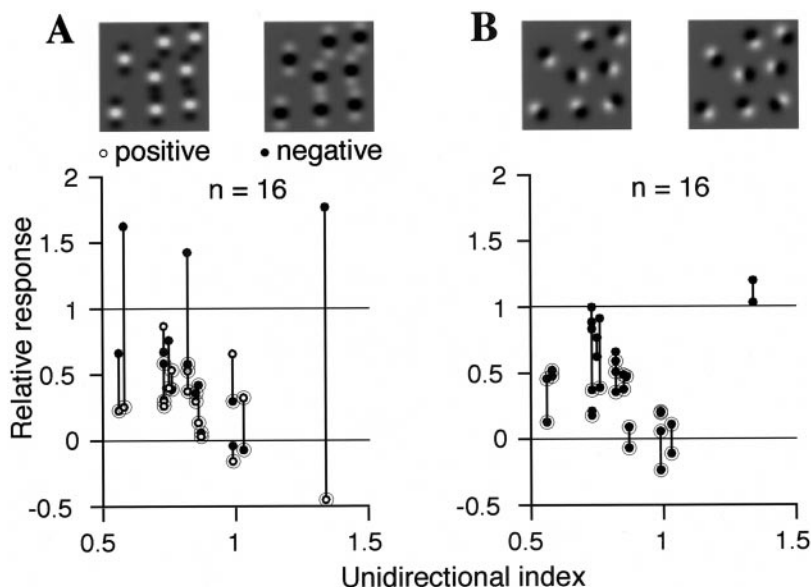 A
B
○ positive
● negative
n = 16
n = 16
2
1.5
1
0.5
0
-0.5
2
1.5
1
0.5
0
-0.5
Relative response
0.5
1
1.5
0.5
1
1.5
Unidirectional index